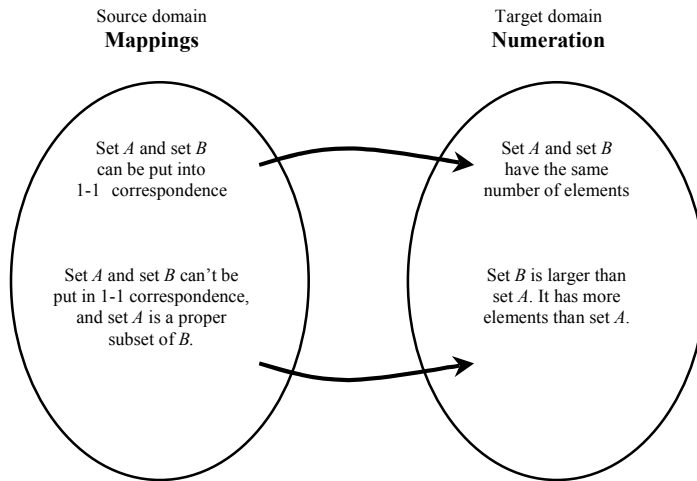 Source domain
Mappings
Target domain
Numeration
Set A and set B
can be put into
1-1 correspondence
Set A and set B
have the same
number of elements
Set A and set B can’t be
put in 1-1 correspondence,
and set A is a proper
subset of B.
Set B is larger than
set A. It has more
elements than set A.